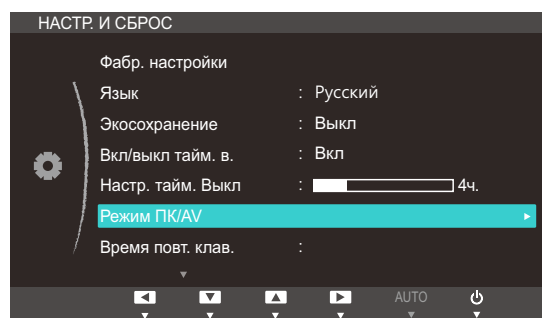 НАСТР. И СБРОС
Фабр. настройки
Язык : Русский
Экосохранение : Выкл
Вкл/выкл тайм. в. : Вкл
Настр. тайм. Выкл : 4ч.
Режим ПК/AV
Время повт. клав. :
AUTO